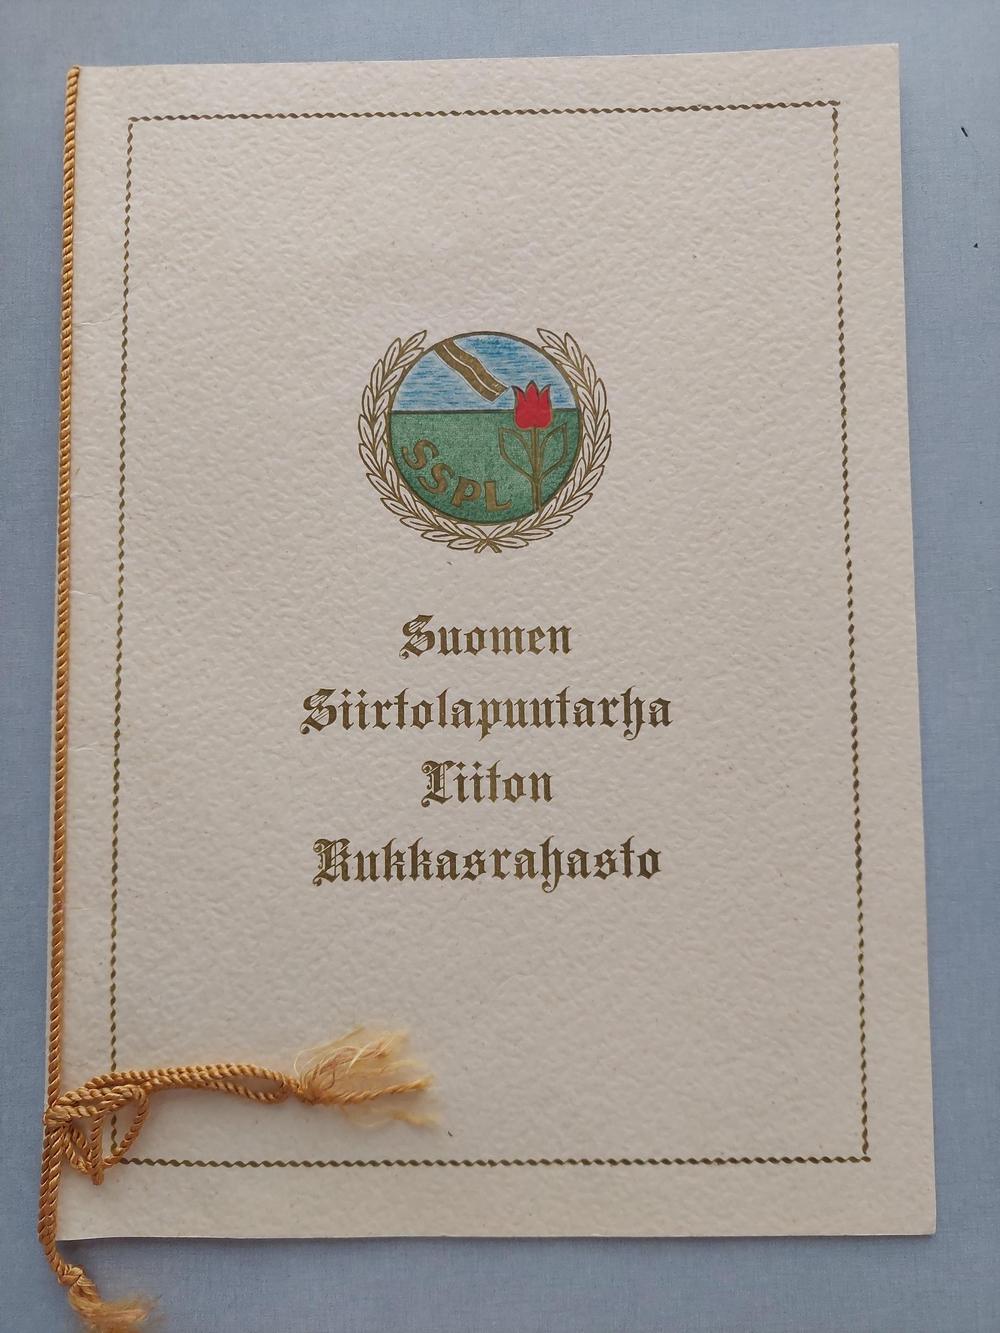 SSPL
Suomen
Siirtolapuutarha
Liiton
Kukkasrahasto